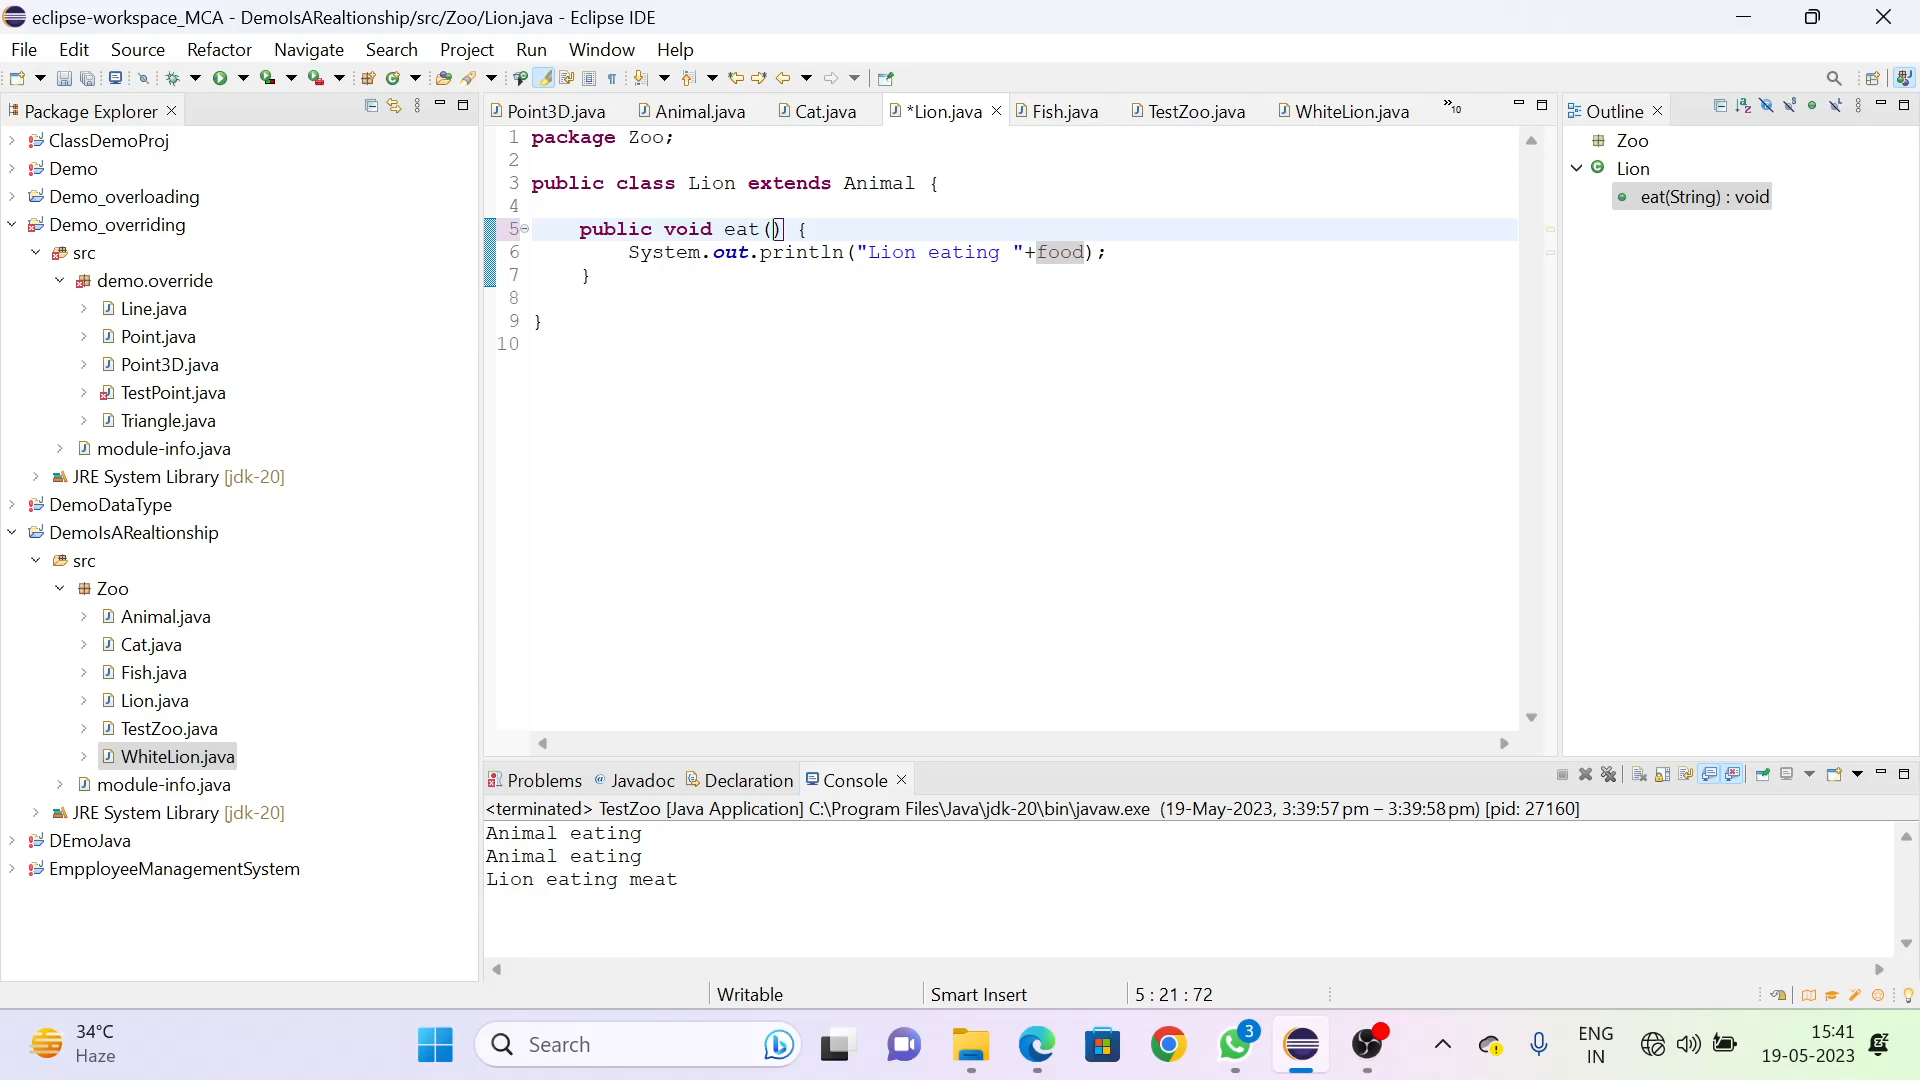 eclipse-workspace_MCA - DemoIsARealtionship/src/Zoo/Lion.java - Eclipse IDE
File Edit Source Refactor Navigate Search Project Run Window Help
Package Explorer
ClassDemoProj
Demo
Demo_overloading
Demo_overriding
src
demo.override
Line.java
Point.java
Point3D.java
TestPoint.java
Triangle.java
module-info.java
JRE System Library [jdk-20]
DemoDataType
DemoIsARealtionship
src
Zoo
Animal.java
Cat.java
Fish.java
Lion.java
TestZoo.java
WhiteLion.java
module-info.java
JRE System Library [jdk-20]
DEmoJava
EmpployeeManagementSystem
Point3D.java Animal.java Cat.java *Lion.java Fish.java TestZoo.java WhiteLion.java »10
1 package Zoo;
2
3 public class Lion extends Animal {
4
5 public void eat() {
6 System.out.println("Lion eating "+food);
7 }
8
9 }
10
Outline
Zoo
Lion
eat(String) : void
Problems @ Javadoc Declaration Console
<terminated> TestZoo [Java Application] C:\Program Files\Java\jdk-20\bin\javaw.exe (19-May-2023, 3:39:57 pm – 3:39:58 pm) [pid: 27160]
Animal eating
Animal eating
Lion eating meat
Writable Smart Insert 5 : 21 : 72
34°C
Haze
Search
3
ENG
IN
15:41
19-05-2023